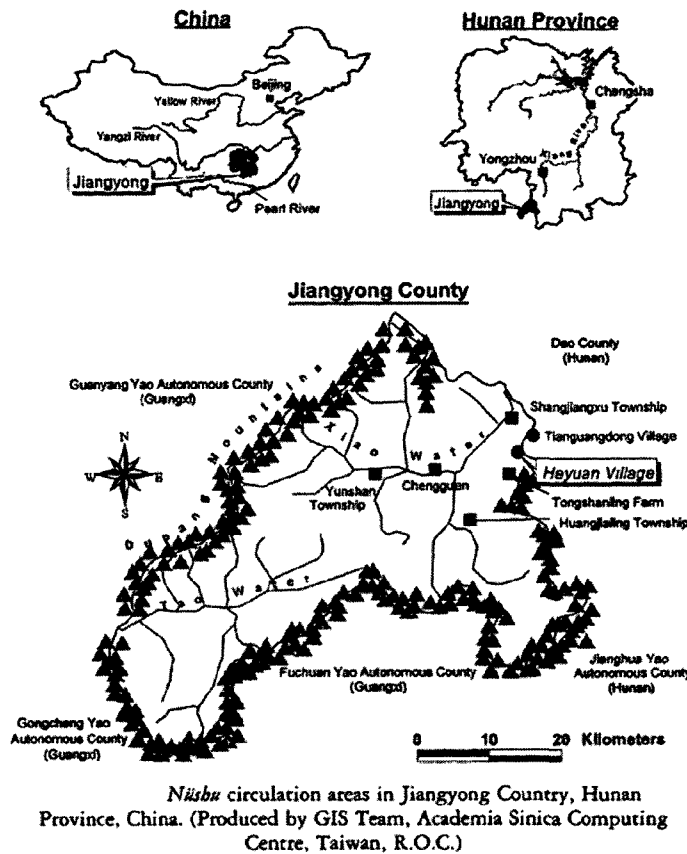 China
Beijing
Yellow River
Yangzi River
Jiangyong
Pearl River
Hunan Province
Changsha
Xiang River
Yongzhou
Jiangyong
Jiangyong County
Dao County
(Hunan)
Guanyang Yao Autonomous County
(Guangxi)
Shangjiangxu Township
Tianguangdong Village
Heyuan Village
Tongshanling Farm
Huangjialing Township
Xiao Water
Chengguan
Yunshan
Township
N
W E
S
Mountains
Tao Water
Fuchuan Yao Autonomous County
(Guangxi)
Jianghua Yao
Autonomous County
(Hunan)
Gongcheng Yao
Autonomous County
(Guangxi)
0 10 20 Kilometers
Nüshu circulation areas in Jiangyong Country, Hunan
Province, China. (Produced by GIS Team, Academia Sinica Computing
Centre, Taiwan, R.O.C.)